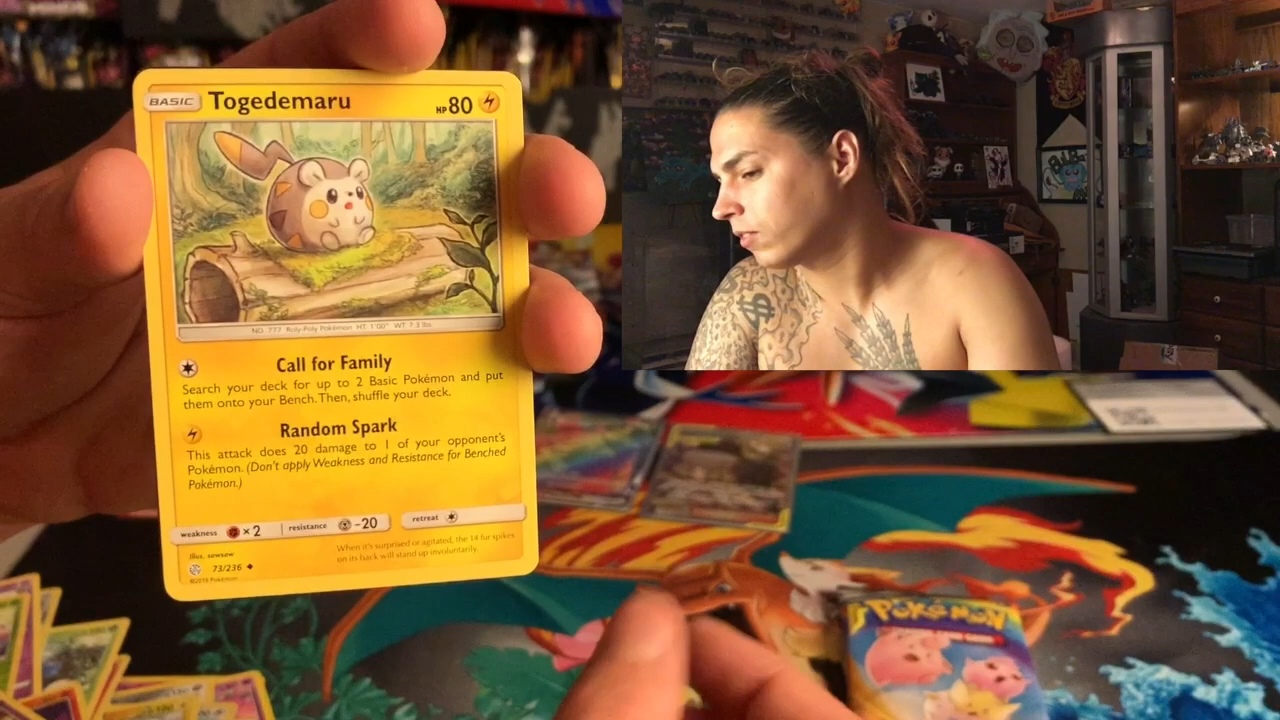 BASIC Togedemaru HP 80
NO. 777 Roly-Poly Pokémon HT: 1'00" WT: 7.3 lbs.
Call for Family
Search your deck for up to 2 Basic Pokémon and put
them onto your Bench. Then, shuffle your deck.
Random Spark
This attack does 20 damage to 1 of your opponent's
Pokémon. (Don't apply Weakness and Resistance for Benched
Pokémon.)
weakness ×2 resistance -20 retreat
When it's surprised or agitated, the 14 fur spikes
on its back will stand up involuntarily.
Illus. sowsow
73/236
©2019 Pokémon
POKéMON